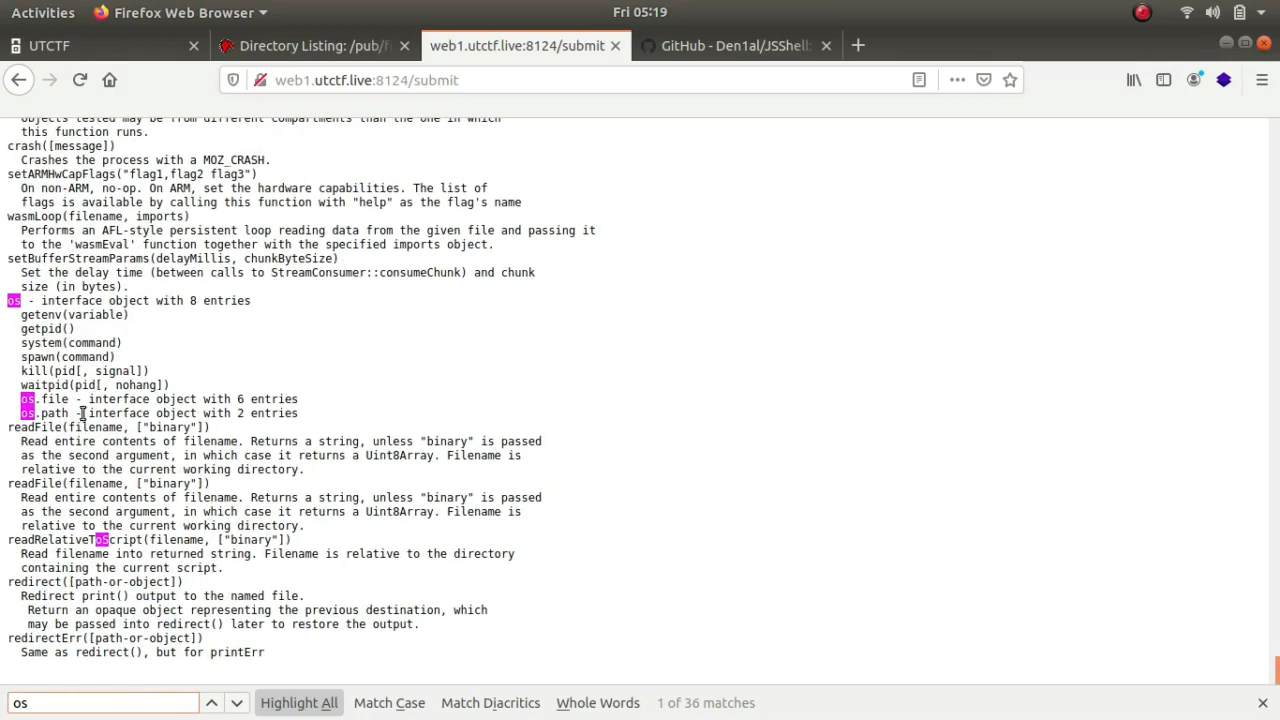 Activities
Firefox Web Browser
Fri 05:19
UTCTF
Directory Listing: /pub/f
web1.utctf.live:8124/submit
GitHub - Den1al/JSShell:
web1.utctf.live:8124/submit
objects tested may be from different compartments than the one in which
this function runs.
crash([message])
Crashes the process with a MOZ_CRASH.
setARMHwCapFlags("flag1,flag2 flag3")
On non-ARM, no-op. On ARM, set the hardware capabilities. The list of
flags is available by calling this function with "help" as the flag's name
wasmLoop(filename, imports)
Performs an AFL-style persistent loop reading data from the given file and passing it
to the 'wasmEval' function together with the specified imports object.
setBufferStreamParams(delayMillis, chunkByteSize)
Set the delay time (between calls to StreamConsumer::consumeChunk) and chunk
size (in bytes).
os - interface object with 8 entries
getenv(variable)
getpid()
system(command)
spawn(command)
kill(pid[, signal])
waitpid(pid[, nohang])
os.file - interface object with 6 entries
os.path - interface object with 2 entries
readFile(filename, ["binary"])
Read entire contents of filename. Returns a string, unless "binary" is passed
as the second argument, in which case it returns a Uint8Array. Filename is
relative to the current working directory.
readFile(filename, ["binary"])
Read entire contents of filename. Returns a string, unless "binary" is passed
as the second argument, in which case it returns a Uint8Array. Filename is
relative to the current working directory.
readRelativeToScript(filename, ["binary"])
Read filename into returned string. Filename is relative to the directory
containing the current script.
redirect([path-or-object])
Redirect print() output to the named file.
Return an opaque object representing the previous destination, which
may be passed into redirect() later to restore the output.
redirectErr([path-or-object])
Same as redirect(), but for printErr
os
Highlight All
Match Case
Match Diacritics
Whole Words
1 of 36 matches